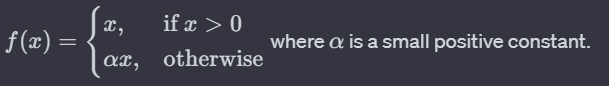 f(x) = { x, if x > 0
αx, otherwise where α is a small positive constant.